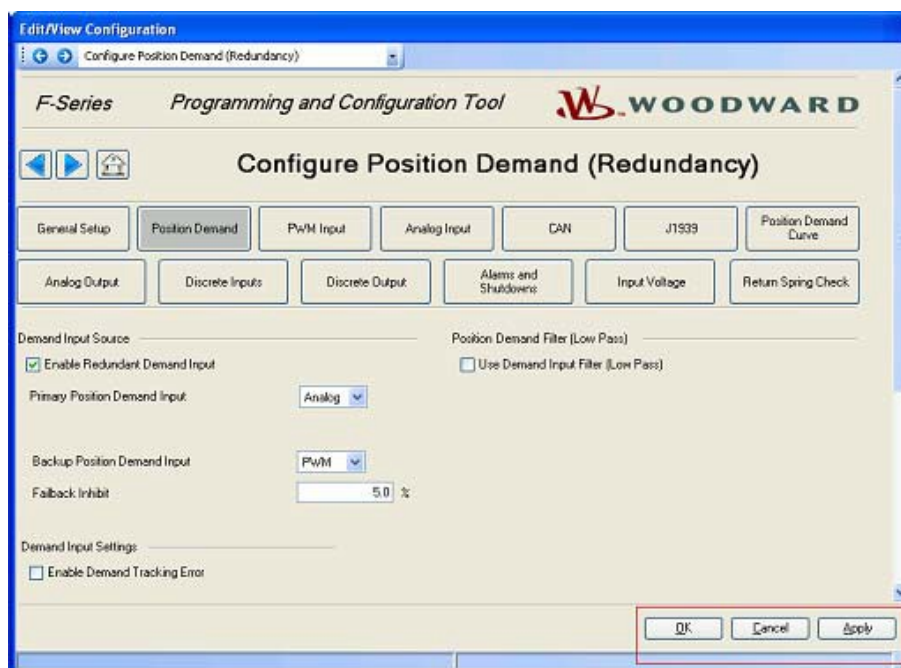 Edit/View Configuration
Configure Position Demand (Redundancy)
F-Series Programming and Configuration Tool WOODWARD
Configure Position Demand (Redundancy)
General Setup Position Demand PWM Input Analog Input CAN J1939 Position Demand Curve
Analog Output Discrete Inputs Discrete Output Alarms and Shutdowns Input Voltage Return Spring Check
Demand Input Source Position Demand Filter (Low Pass)
Enable Redundant Demand Input Use Demand Input Filter (Low Pass)
Primary Position Demand Input Analog
Backup Position Demand Input PWM
Failback Inhibit 5.0 %
Demand Input Settings
Enable Demand Tracking Error
OK Cancel Apply